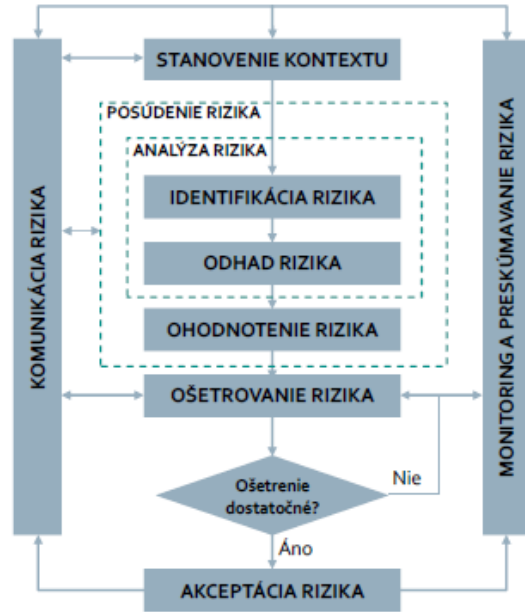 STANOVENIE KONTEXTU
POSÚDENIE RIZIKA
ANALÝZA RIZIKA
IDENTIFIKÁCIA RIZIKA
ODHAD RIZIKA
OHODNOTENIE RIZIKA
OŠETROVANIE RIZIKA
Ošetrenie
dostatočné?
Nie
Áno
AKCEPTÁCIA RIZIKA
KOMUNIKÁCIA RIZIKA
MONITORING A PRESKÚMAVANIE RIZIKA